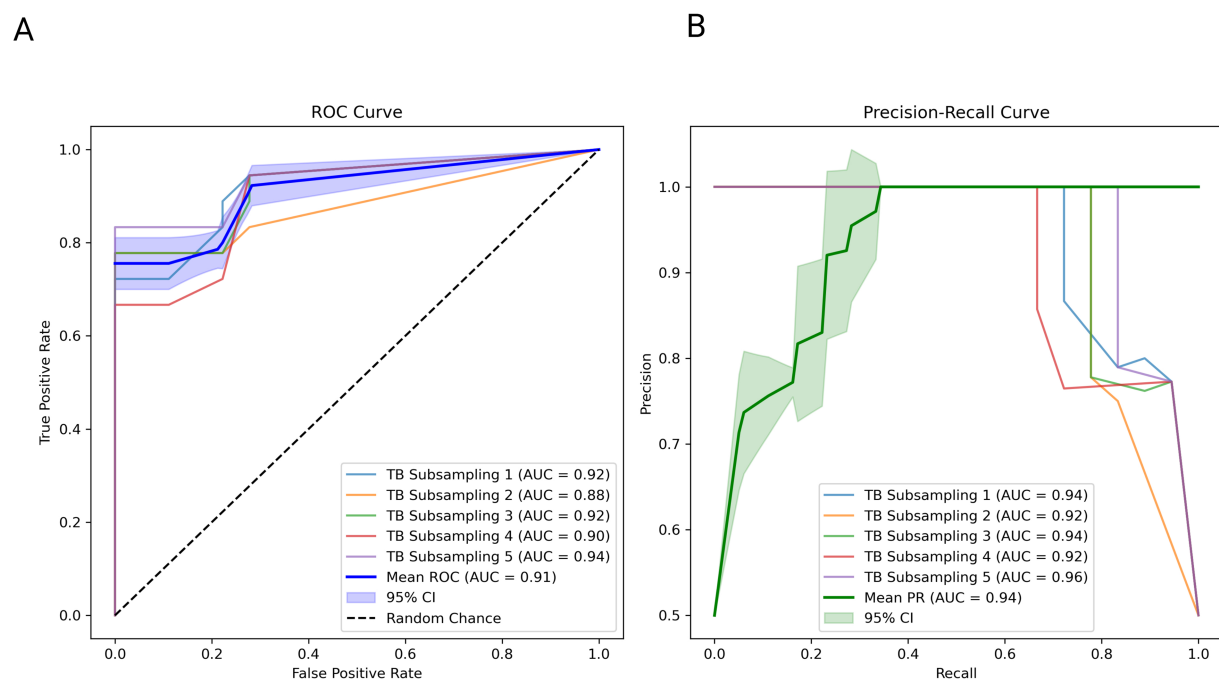 A
B
ROC Curve
True Positive Rate
1.0
0.8
0.6
0.4
0.2
0.0
TB Subsampling 1 (AUC = 0.92)
TB Subsampling 2 (AUC = 0.88)
TB Subsampling 3 (AUC = 0.92)
TB Subsampling 4 (AUC = 0.90)
TB Subsampling 5 (AUC = 0.94)
Mean ROC (AUC = 0.91)
95% CI
Random Chance
0.0 0.2 0.4 0.6 0.8 1.0
False Positive Rate
Precision-Recall Curve
Precision
1.0
0.9
0.8
0.7
0.6
0.5
TB Subsampling 1 (AUC = 0.94)
TB Subsampling 2 (AUC = 0.92)
TB Subsampling 3 (AUC = 0.94)
TB Subsampling 4 (AUC = 0.92)
TB Subsampling 5 (AUC = 0.96)
Mean PR (AUC = 0.94)
95% CI
0.0 0.2 0.4 0.6 0.8 1.0
Recall